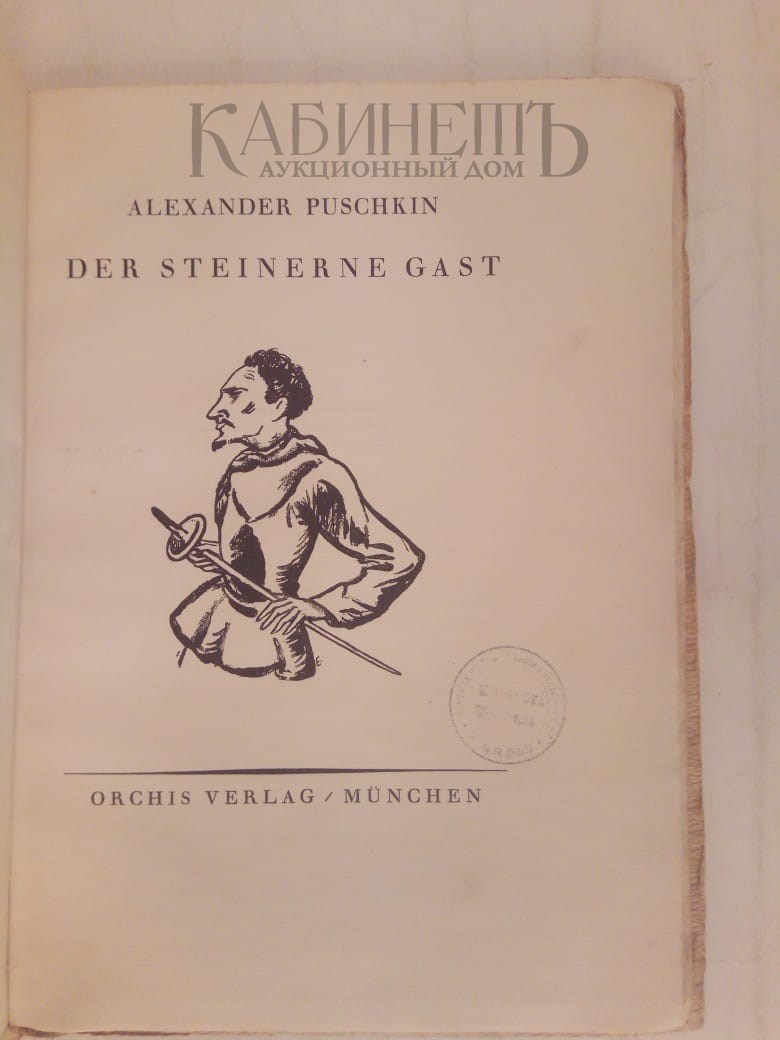 КАБИНЕТЪ
АУКЦИОННЫЙ ДОМ
ALEXANDER PUSCHKIN
DER STEINERNE GAST
ORCHIS VERLAG / MÜNCHEN